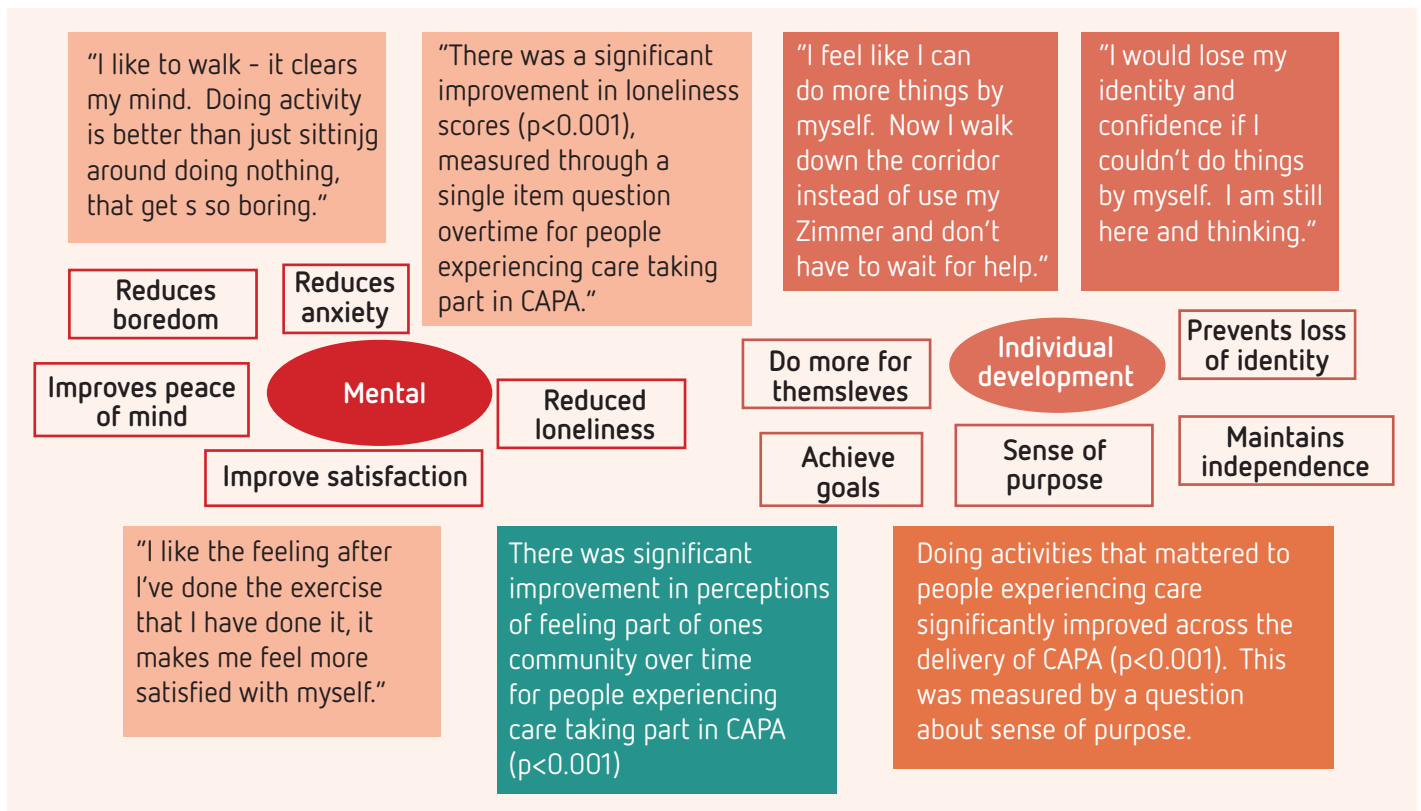 “I like to walk - it clears
my mind.  Doing activity
is better than just sittinjg
around doing nothing,
that get s so boring.”
“There was a significant
improvement in loneliness
scores (p<0.001),
measured through a
single item question
overtime for people
experiencing care taking
part in CAPA.”
“I feel like I can
do more things by
myself.  Now I walk
down the corridor
instead of use my
Zimmer and don’t
have to wait for help.”
“I would lose my
identity and
confidence if I
couldn’t do things
by myself.  I am still
here and thinking.”
Reduces
boredom
Reduces
anxiety
Improves peace
of mind
Mental
Reduced
loneliness
Improve satisfaction
Do more for
themsleves
Individual
development
Prevents loss
of identity
Achieve
goals
Sense of
purpose
Maintains
independence
“I like the feeling after
I’ve done the exercise
that I have done it, it
makes me feel more
satisfied with myself.”
There was significant
improvement in perceptions
of feeling part of ones
community over time
for people experiencing
care taking part in CAPA
(p<0.001)
Doing activities that mattered to
people experiencing care
significantly improved across the
delivery of CAPA (p<0.001).  This
was measured by a question
about sense of purpose.